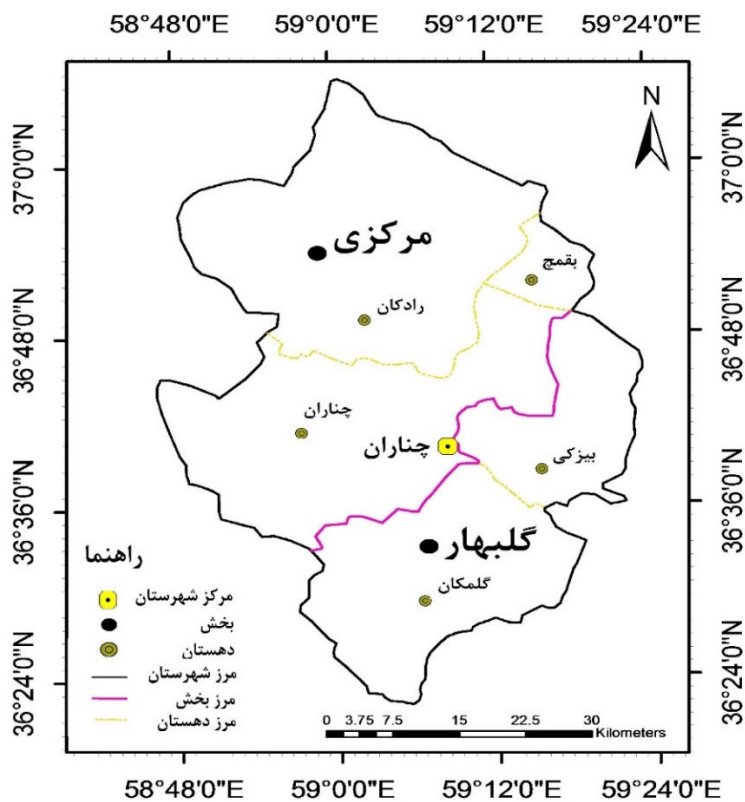 58°48'0"E 59°0'0"E 59°12'0"E 59°24'0"E
N
37°0'0"N
37°0'0"N
مرکزی
بقمچ
رادکان
36°48'0"N
36°48'0"N
چناران
چناران
بیزکی
36°36'0"N
36°36'0"N
گلبهار
گلمکان
راهنما
مرکز شهرستان
بخش
دهستان
مرز شهرستان
مرز بخش
مرز دهستان
36°24'0"N
36°24'0"N
0 3.75 7.5 15 22.5 30
Kilometers
58°48'0"E 59°0'0"E 59°12'0"E 59°24'0"E